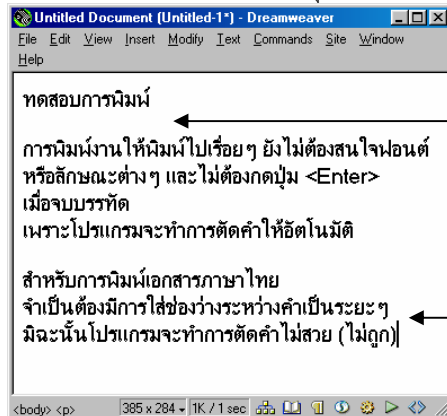 Untitled Document (Untitled-1*) - Dreamweaver
File Edit View Insert Modify Text Commands Site Window
Help
ทดสอบการพิมพ์
การพิมพ์งานให้พิมพ์ไปเรื่อยๆ ยังไม่ต้องสนใจฟอนต์
หรือลักษณะต่างๆ และไม่ต้องกดปุ่ม <Enter>
เมื่อจบบรรทัด
เพราะโปรแกรมจะทำการตัดคำให้อัตโนมัติ
สำหรับการพิมพ์เอกสารภาษาไทย
จำเป็นต้องมีการใส่ช่องว่างระหว่างคำเป็นระยะๆ
มิฉะนั้นโปรแกรมจะทำการตัดคำไม่สวย (ไม่ถูก)
<body> <p> 385 x 284 1K / 1 sec